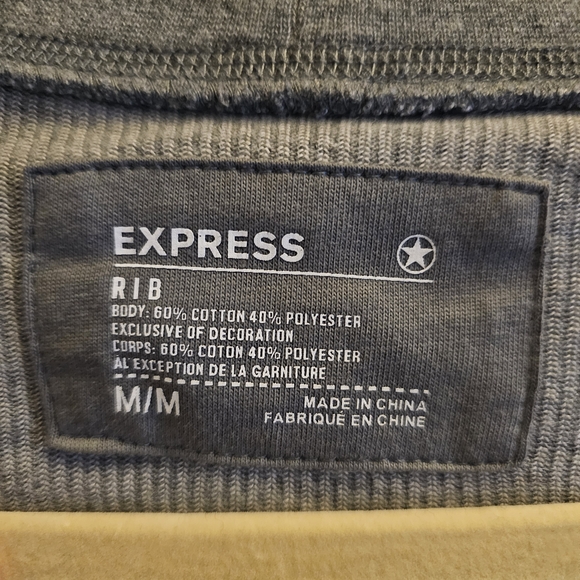 EXPRESS
RIB
BODY: 60% COTTON 40% POLYESTER
EXCLUSIVE OF DECORATION
CORPS: 60% COTON 40% POLYESTER
AL'EXCEPTION DE LA GARNITURE
M/M
MADE IN CHINA
FABRIQUÉ EN CHINE